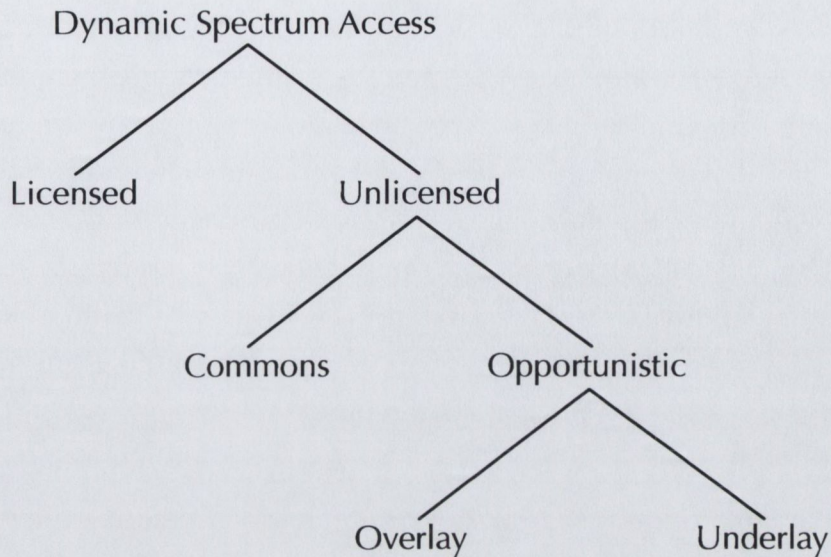 Dynamic Spectrum Access
Licensed
Unlicensed
Commons
Opportunistic
Overlay
Underlay